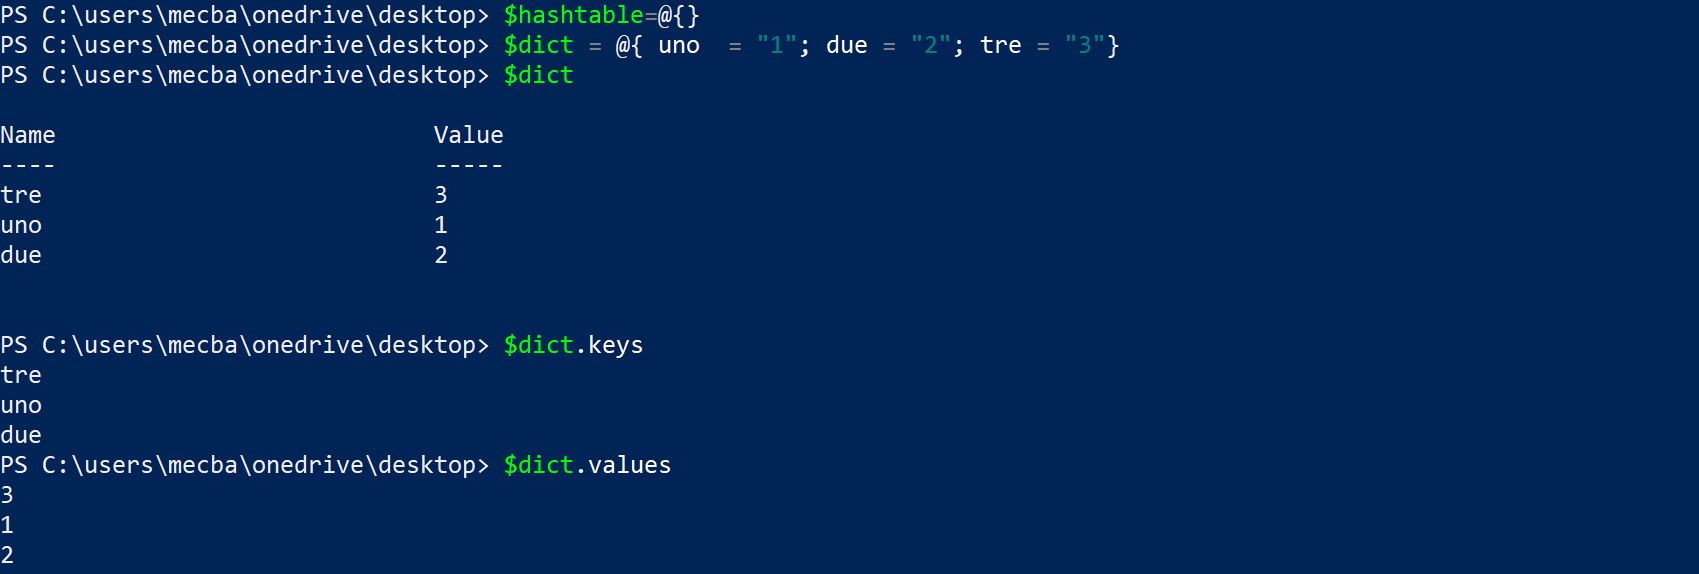 PS C:\users\mecba\onedrive\desktop> $hashtable=@{}
PS C:\users\mecba\onedrive\desktop> $dict = @{ uno  = "1"; due = "2"; tre = "3"}
PS C:\users\mecba\onedrive\desktop> $dict
Name                           Value
----                           -----
tre                            3
uno                            1
due                            2
PS C:\users\mecba\onedrive\desktop> $dict.keys
tre
uno
due
PS C:\users\mecba\onedrive\desktop> $dict.values
3
1
2